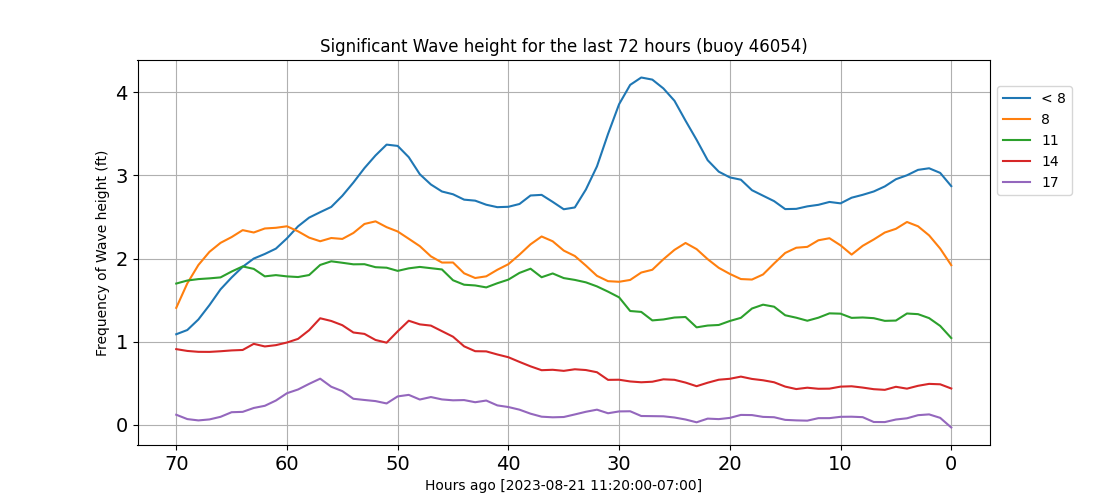 Significant Wave height for the last 72 hours (buoy 46054)
Frequency of Wave height (ft)
4
3
2
1
0
70 60 50 40 30 20 10 0
Hours ago [2023-08-21 11:20:00-07:00]
< 8
8
11
14
17